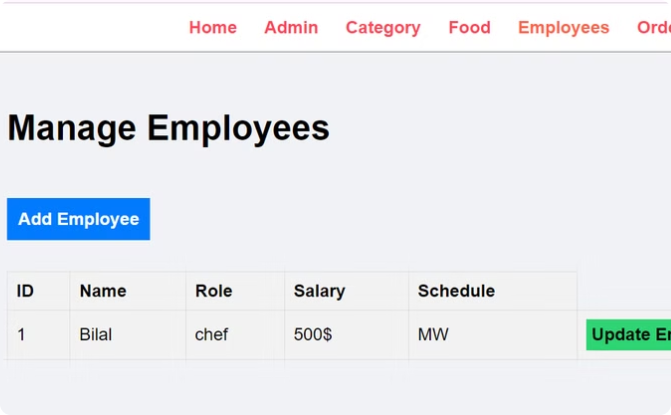 Home Admin Category Food Employees
Manage Employees
Add Employee
ID Name Role Salary Schedule
1 Bilal chef 500$ MW Update